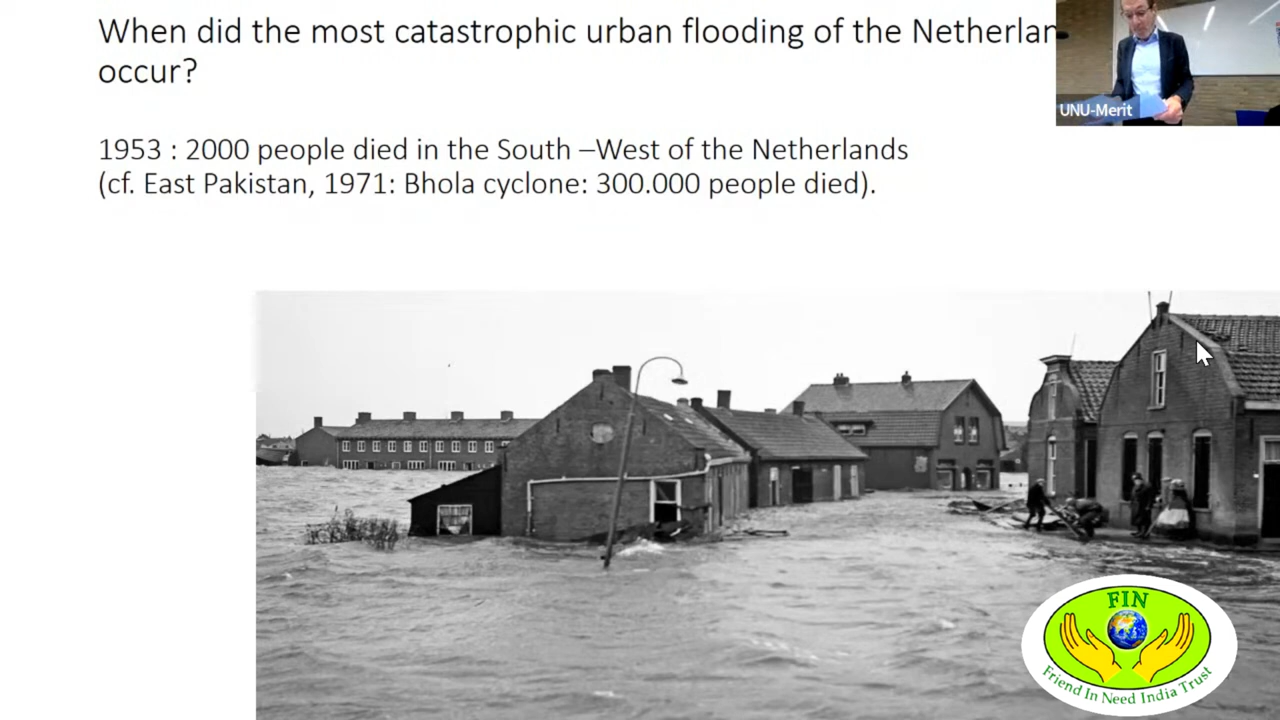 When did the most catastrophic urban flooding of the Netherlan
occur?
UNU-Merit
1953 : 2000 people died in the South –West of the Netherlands
(cf. East Pakistan, 1971: Bhola cyclone: 300.000 people died).
FIN
Friend In Need India Trust